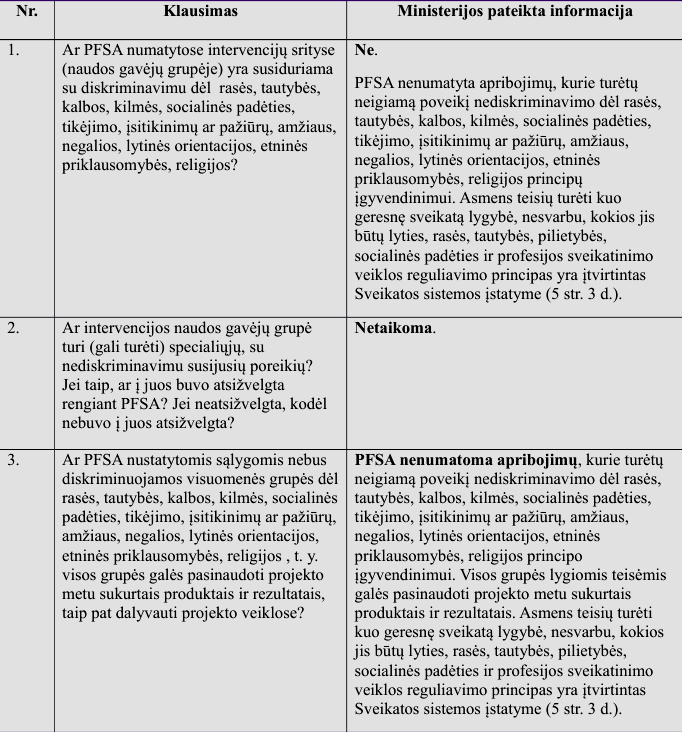 Nr.
Klausimas
Ministerijos pateikta informacija
1.
Ar PFSA numatytose intervencijų srityse
(naudos gavėjų grupėje) yra susiduriama
su diskriminavimu dėl rasės, tautybės,
kalbos, kilmės, socialinės padėties,
tikėjimo, įsitikinimų ar pažiūrų, amžiaus,
negalios, lytinės orientacijos, etninės
priklausomybės, religijos?
Ne.
PFSA nenumatyta apribojimų, kurie turėtų
neigiamą poveikį nediskriminavimo dėl rasės,
tautybės, kalbos, kilmės, socialinės padėties,
tikėjimo, įsitikinimų ar pažiūrų, amžiaus,
negalios, lytinės orientacijos, etninės
priklausomybės, religijos principų
įgyvendinimui. Asmens teisių turėti kuo
geresnę sveikatą lygybė, nesvarbu, kokios jis
būtų lyties, rasės, tautybės, pilietybės,
socialinės padėties ir profesijos sveikatinimo
veiklos reguliavimo principas yra įtvirtintas
Sveikatos sistemos įstatyme (5 str. 3 d.).
2.
Ar intervencijos naudos gavėjų grupė
turi (gali turėti) specialiųjų, su
nediskriminavimu susijusių poreikių?
Jei taip, ar į juos buvo atsižvelgta
rengiant PFSA? Jei neatsižvelgta, kodėl
nebuvo į juos atsižvelgta?
Netaikoma.
3.
Ar PFSA nustatytomis sąlygomis nebus
diskriminuojamos visuomenės grupės dėl
rasės, tautybės, kalbos, kilmės, socialinės
padėties, tikėjimo, įsitikinimų ar pažiūrų,
amžiaus, negalios, lytinės orientacijos,
etninės priklausomybės, religijos , t. y.
visos grupės galės pasinaudoti projekto
metu sukurtais produktais ir rezultatais,
taip pat dalyvauti projekto veiklose?
PFSA nenumatoma apribojimų, kurie turėtų
neigiamą poveikį nediskriminavimo dėl rasės,
tautybės, kalbos, kilmės, socialinės padėties,
tikėjimo, įsitikinimų ar pažiūrų, amžiaus,
negalios, lytinės orientacijos, etninės
priklausomybės, religijos principo
įgyvendinimui. Visos grupės lygiomis teisėmis
galės pasinaudoti projekto metu sukurtais
produktais ir rezultatais. Asmens teisių turėti
kuo geresnę sveikatą lygybė, nesvarbu, kokios
jis būtų lyties, rasės, tautybės, pilietybės,
socialinės padėties ir profesijos sveikatinimo
veiklos reguliavimo principas yra įtvirtintas
Sveikatos sistemos įstatyme (5 str. 3 d.).